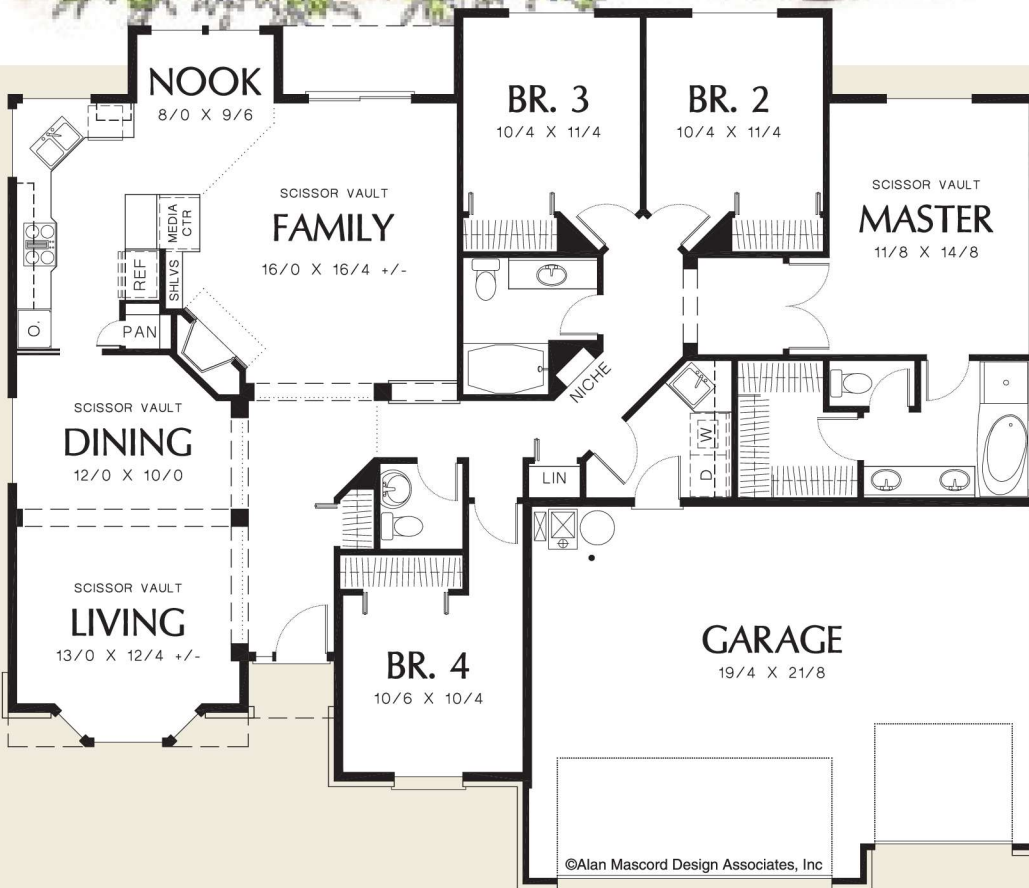 NOOK
8/0 X 9/6
BR. 3
10/4 X 11/4
BR. 2
10/4 X 11/4
SCISSOR VAULT
MASTER
11/8 X 14/8
SCISSOR VAULT
FAMILY
16/0 X 16/4 +/-
MEDIA
CTR
REF
SHLVS
O.
PAN
NICHE
SCISSOR VAULT
DINING
12/0 X 10/0
LIN
D W
SCISSOR VAULT
LIVING
13/0 X 12/4 +/-
BR. 4
10/6 X 10/4
GARAGE
19/4 X 21/8
©Alan Mascord Design Associates, Inc